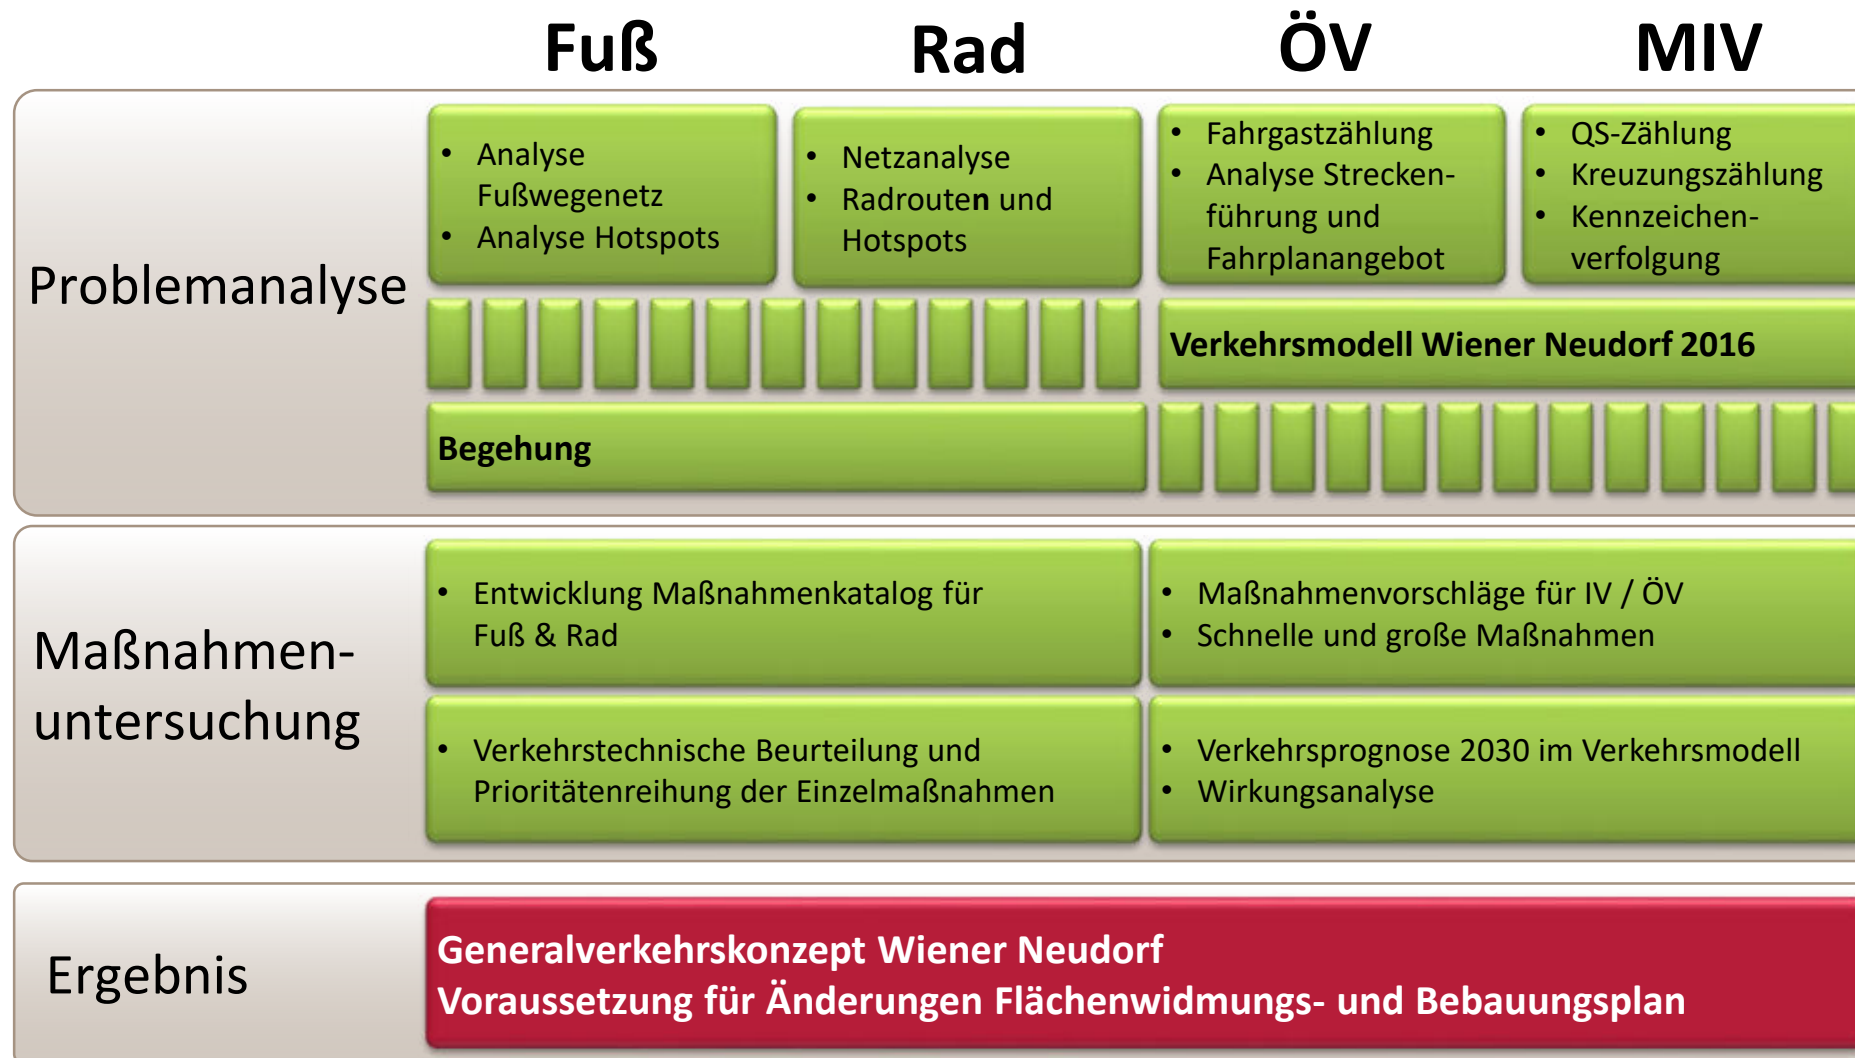 Fuß Rad ÖV MIV
Problemanalyse
• Analyse
Fußwegenetz
• Analyse Hotspots
• Netzanalyse
• Radrouten und
Hotspots
• Fahrgastzählung
• Analyse Strecken-
führung und
Fahrplanangebot
• QS-Zählung
• Kreuzungszählung
• Kennzeichen-
verfolgung
Verkehrsmodell Wiener Neudorf 2016
Begehung
Maßnahmen-
untersuchung
• Entwicklung Maßnahmenkatalog für
Fuß & Rad
• Maßnahmenvorschläge für IV / ÖV
• Schnelle und große Maßnahmen
• Verkehrstechnische Beurteilung und
Prioritätenreihung der Einzelmaßnahmen
• Verkehrsprognose 2030 im Verkehrsmodell
• Wirkungsanalyse
Ergebnis
Generalverkehrskonzept Wiener Neudorf
Voraussetzung für Änderungen Flächenwidmungs- und Bebauungsplan